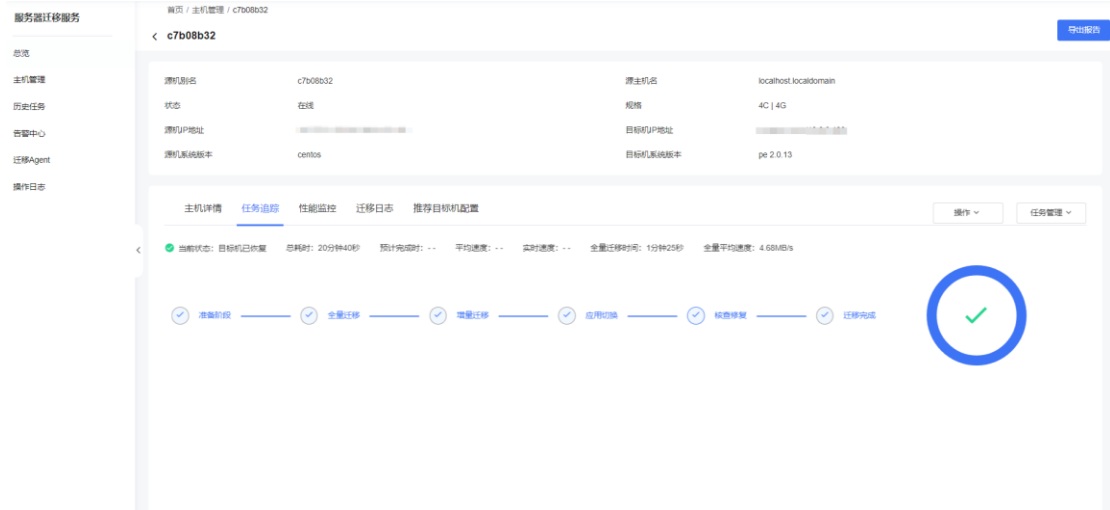 服务器迁移服务
总览
主机管理
历史任务
告警中心
迁移Agent
操作日志
首页 / 主机管理 / c7b08b32
c7b08b32
导出报告
源机别名 c7b08b32 源主机名 localhost.localdomain
状态 在线 规格 4C | 4G
源机IP地址 目标机IP地址
源机系统版本 centos 目标机系统版本 pe 2.0.13
主机详情 任务追踪 性能监控 迁移日志 推荐目标机配置 操作 任务管理
当前状态: 目标机已恢复 总耗时: 20分钟40秒 预计完成时: -- 平均速度: -- 实时速度: -- 全量迁移时间: 1分钟25秒 全量平均速度: 4.68MB/s
准备阶段 全量迁移 增量迁移 应用切换 核查修复 迁移完成